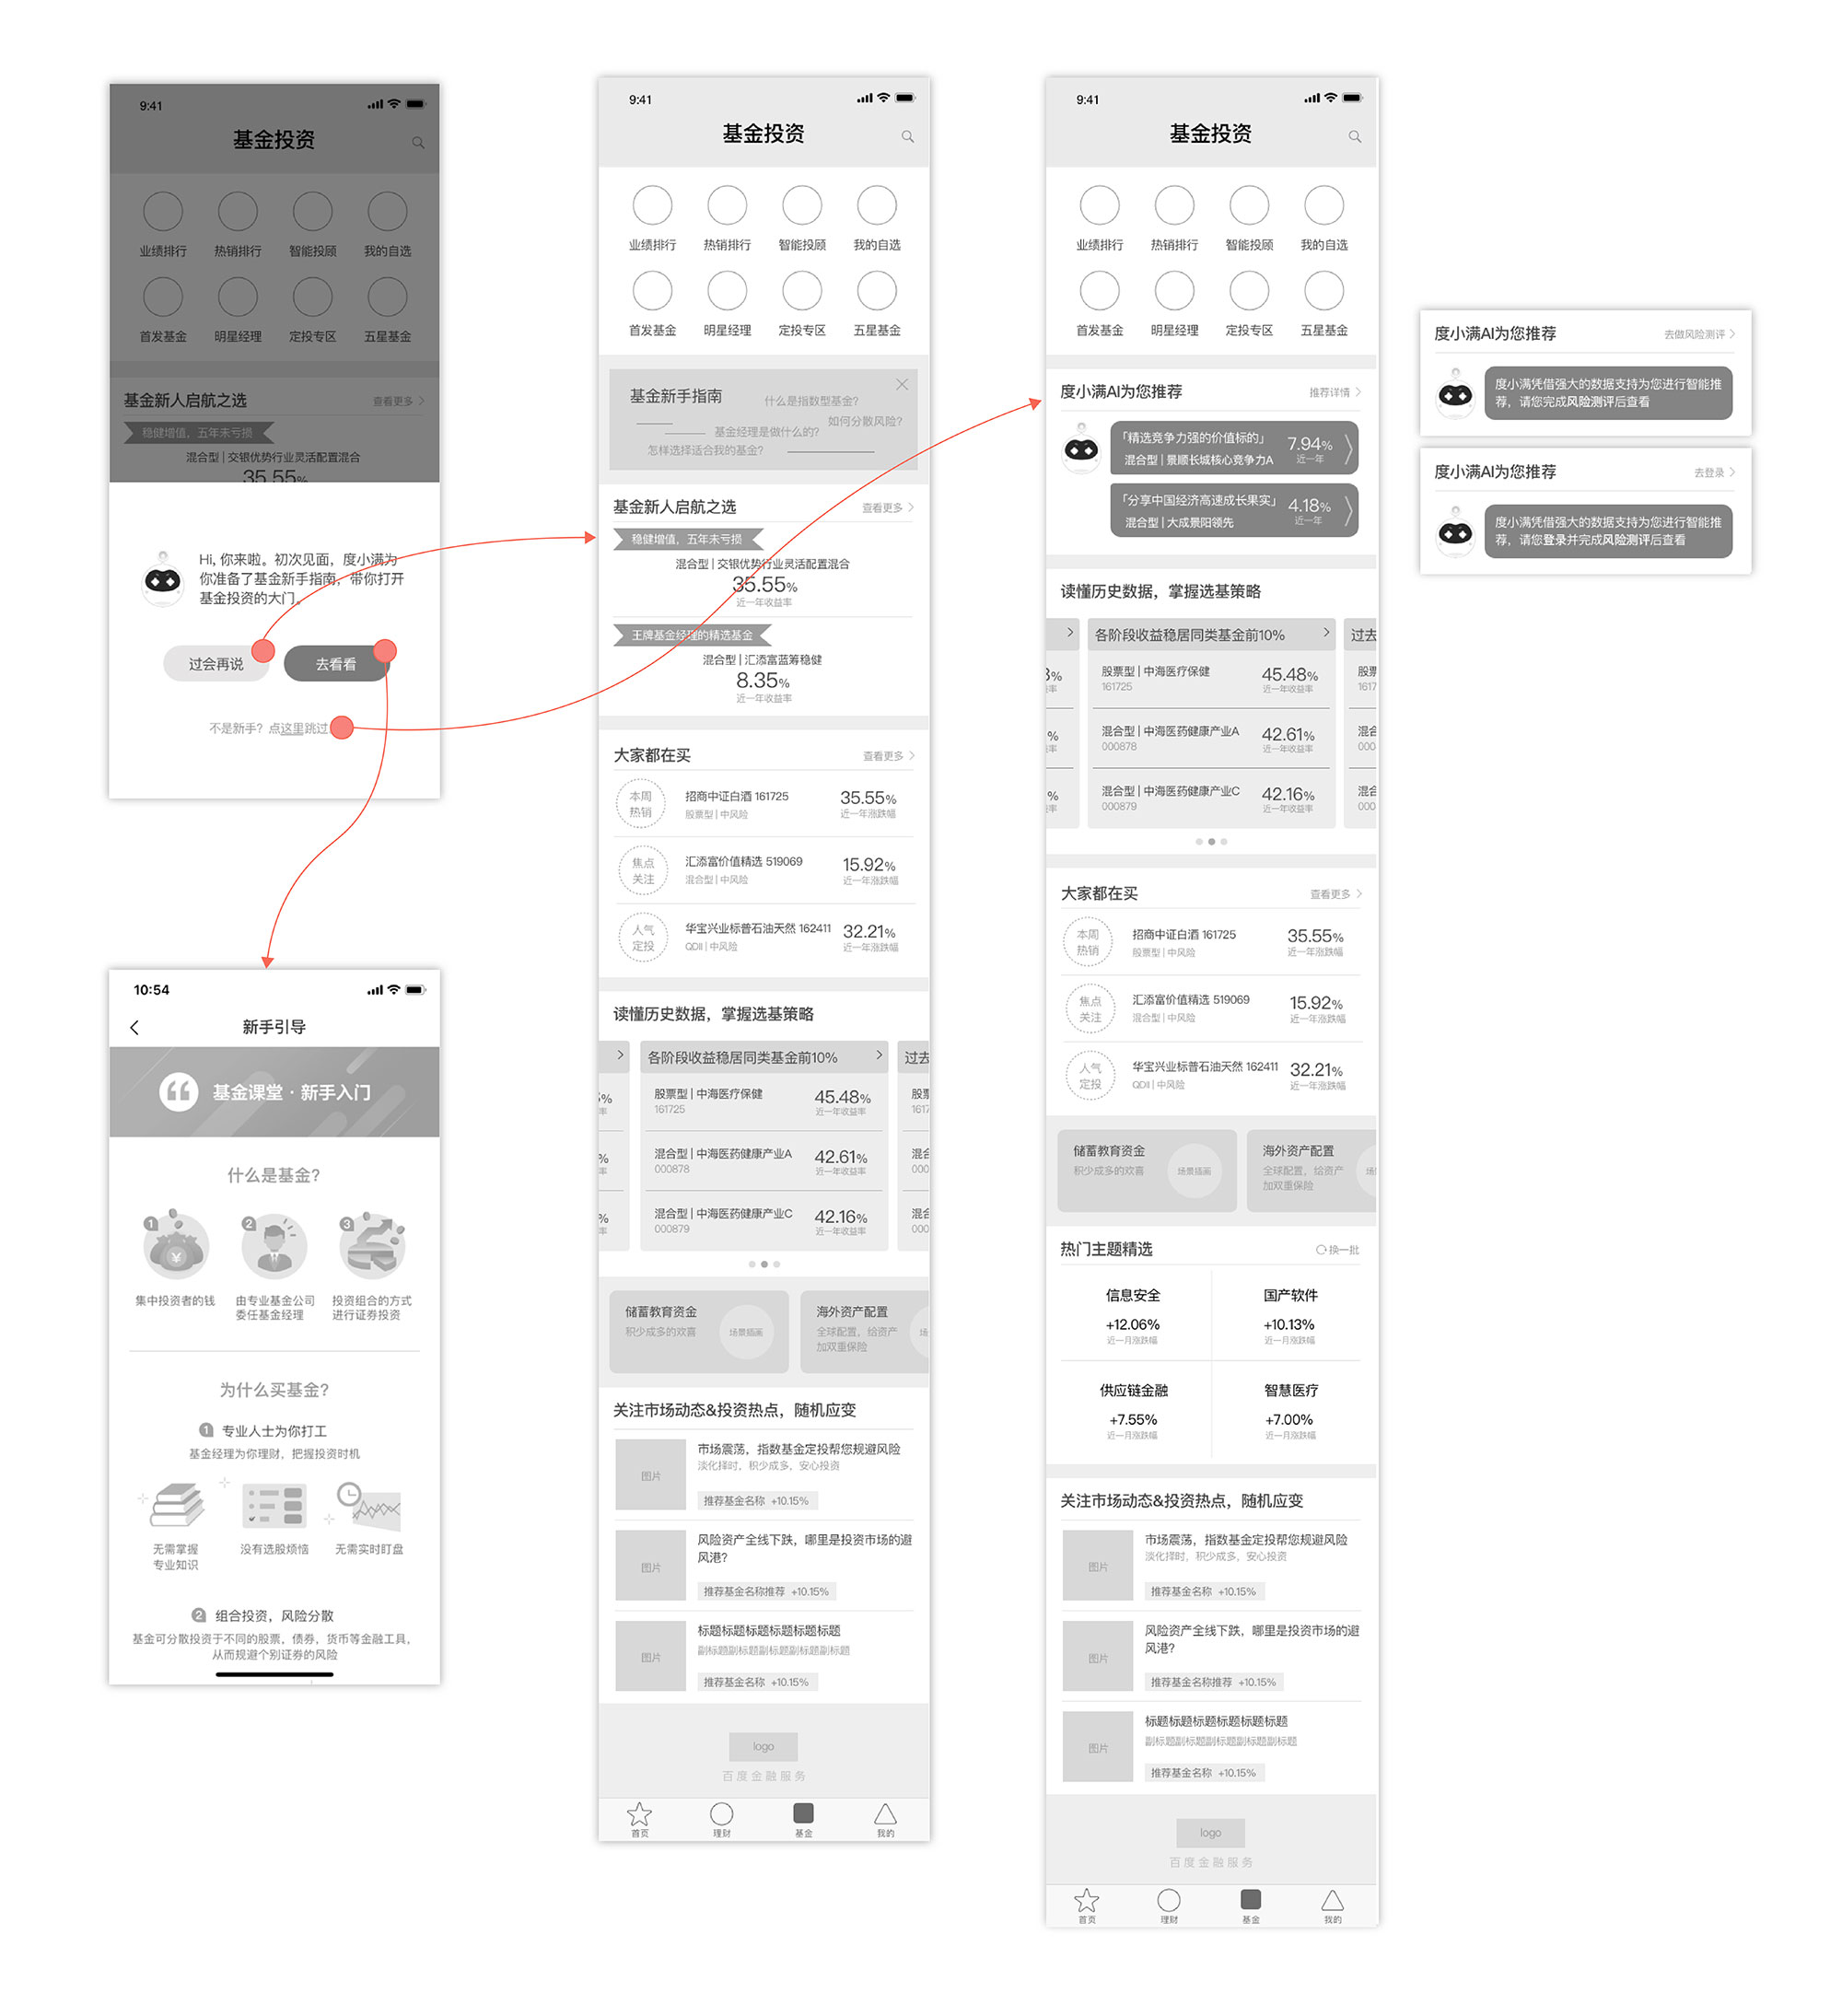 9:41
基金投资
业绩排行
热销排行
智能投顾
我的自选
首发基金
明星经理
定投专区
五星基金
基金新人启航之选
查看更多
稳健增值，五年未亏损
混合型 | 交银优势行业灵活配置混合
35.55%
Hi, 你来啦。初次见面，度小满为
你准备了基金新手指南，带你打开
基金投资的大门。
过会再说
去看看
不是新手？点这里跳过
10:54
新手引导
基金课堂 · 新手入门
什么是基金?
1
2
3
集中投资者的钱
由专业基金公司
委任基金经理
投资组合的方式
进行证券投资
为什么买基金?
1 专业人士为你打工
基金经理为你理财，把握投资时机
无需掌握
专业知识
没有选股烦恼
无需实时盯盘
2 组合投资，风险分散
基金可分散投资于不同的股票，债券，货币等金融工具，
从而规避个别证券的风险
9:41
基金投资
业绩排行
热销排行
智能投顾
我的自选
首发基金
明星经理
定投专区
五星基金
基金新手指南
什么是指数型基金？
如何分散风险？
基金经理是做什么的？
怎样选择适合我的基金？
基金新人启航之选
查看更多
稳健增值，五年未亏损
混合型 | 交银优势行业灵活配置混合
35.55%
近一年收益率
王牌基金经理的精选基金
混合型 | 汇添富蓝筹稳健
8.35%
近一年收益率
大家都在买
查看更多
本周
热销
招商中证白酒 161725
股票型 | 中风险
35.55%
近一年涨跌幅
焦点
关注
汇添富价值精选 519069
混合型 | 中风险
15.92%
近一年涨跌幅
人气
定投
华宝兴业标普石油天然 162411
QDII | 中风险
32.21%
近一年涨跌幅
读懂历史数据，掌握选基策略
各阶段收益稳居同类基金前10%
过去
股票型 | 中海医疗保健
161725
45.48%
近一年收益率
混合型 | 中海医药健康产业A
000878
42.61%
近一年收益率
混合型 | 中海医药健康产业C
000879
42.16%
近一年收益率
储蓄教育资金
积少成多的欢喜
场景插画
海外资产配置
全球配置，给资产
加双重保险
关注市场动态&投资热点，随机应变
图片
市场震荡，指数基金定投帮您规避风险
淡化择时，积少成多，安心投资
推荐基金名称 +10.15%
图片
风险资产全线下跌，哪里是投资市场的避
风港？
推荐基金名称推荐 +10.15%
图片
标题标题标题标题标题标题
副标题副标题副标题副标题副标题
推荐基金名称 +10.15%
logo
百度金融服务
首页
理财
基金
我的
9:41
基金投资
业绩排行
热销排行
智能投顾
我的自选
首发基金
明星经理
定投专区
五星基金
度小满AI为您推荐
推荐详情
「精选竞争力强的价值标的」
混合型 | 景顺长城核心竞争力A
7.94%
近一年
「分享中国经济高速成长果实」
混合型 | 大成景阳领先
4.18%
近一年
读懂历史数据，掌握选基策略
各阶段收益稳居同类基金前10%
过去
股票型 | 中海医疗保健
161725
45.48%
近一年收益率
混合型 | 中海医药健康产业A
000878
42.61%
近一年收益率
混合型 | 中海医药健康产业C
000879
42.16%
近一年收益率
大家都在买
查看更多
本周
热销
招商中证白酒 161725
股票型 | 中风险
35.55%
近一年涨跌幅
焦点
关注
汇添富价值精选 519069
混合型 | 中风险
15.92%
近一年涨跌幅
人气
定投
华宝兴业标普石油天然 162411
QDII | 中风险
32.21%
近一年涨跌幅
储蓄教育资金
积少成多的欢喜
场景插画
海外资产配置
全球配置，给资产
加双重保险
热门主题精选
换一批
信息安全
+12.06%
近一月涨跌幅
国产软件
+10.13%
近一月涨跌幅
供应链金融
+7.55%
近一月涨跌幅
智慧医疗
+7.00%
近一月涨跌幅
关注市场动态&投资热点，随机应变
图片
市场震荡，指数基金定投帮您规避风险
淡化择时，积少成多，安心投资
推荐基金名称 +10.15%
图片
风险资产全线下跌，哪里是投资市场的避
风港？
推荐基金名称推荐 +10.15%
图片
标题标题标题标题标题标题
副标题副标题副标题副标题副标题
推荐基金名称 +10.15%
logo
百度金融服务
首页
理财
基金
我的
度小满AI为您推荐
去做风险测评
度小满凭借强大的数据支持为您进行智能推
荐，请您完成风险测评后查看
度小满AI为您推荐
去登录
度小满凭借强大的数据支持为您进行智能推
荐，请您登录并完成风险测评后查看